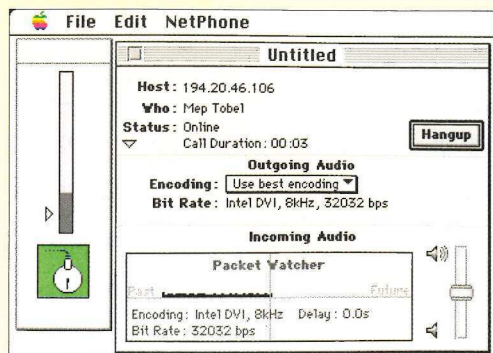 File Edit NetPhone
Untitled
Host: 194.20.46.106
Who: Mep Tobel
Status: Online
Call Duration: 00:03
Hangup
Outgoing Audio
Encoding: Use best encoding
Bit Rate: Intel DVI, 8kHz, 32032 bps
Incoming Audio
Packet Watcher
Past Future
Encoding: Intel DVI, 8kHz Delay: 0.0s
Bit Rate: 32032 bps